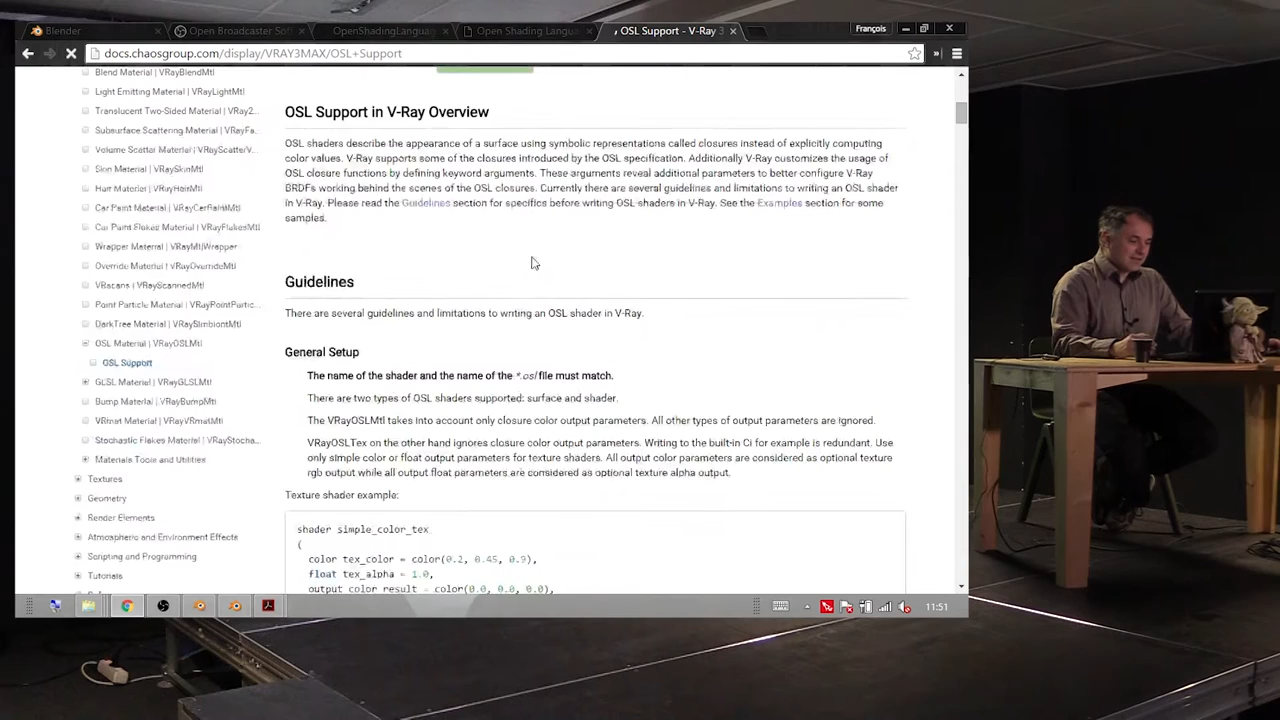 Blender
Open Broadcaster Soft
OpenShadingLanguag
Open Shading Langua
OSL Support - V-Ray 3
François
docs.chaosgroup.com/display/VRAY3MAX/OSL+Support
Blend Material | VRayBlendMtl
Light Emitting Material | VRayLightMtl
Translucent Two-Sided Material | VRay2...
Subsurface Scattering Material | VRayFa...
Volume Scatter Material | VRayScatterV...
Skin Material | VRaySkinMtl
Hair Material | VRayHairMtl
Car Paint Material | VRayCarPaintMtl
Car Paint Flakes Material | VRayFlakesMtl
Wrapper Material | VRayMtlWrapper
Override Material | VRayOverrideMtl
VRscans | VRayScannedMtl
Point Particle Material | VRayPointPartic...
DarkTree Material | VRaySimbiontMtl
OSL Material | VRayOSLMtl
OSL Support
GLSL Material | VRayGLSLMtl
Bump Material | VRayBumpMtl
VRmat Material | VRayVRmatMtl
Stochastic Flakes Material | VRayStocha...
Materials Tools and Utilities
Textures
Geometry
Render Elements
Atmospheric and Environment Effects
Scripting and Programming
Tutorials
OSL Support in V-Ray Overview
OSL shaders describe the appearance of a surface using symbolic representations called closures instead of explicitly computing
color values. V-Ray supports some of the closures introduced by the OSL specification. Additionally V-Ray customizes the usage of
OSL closure functions by defining keyword arguments. These arguments reveal additional parameters to better configure V-Ray
BRDFs working behind the scenes of the OSL closures. Currently there are several guidelines and limitations to writing an OSL shader
in V-Ray. Please read the Guidelines section for specifics before writing OSL shaders in V-Ray. See the Examples section for some
samples.
Guidelines
There are several guidelines and limitations to writing an OSL shader in V-Ray.
General Setup
The name of the shader and the name of the *.osl file must match.
There are two types of OSL shaders supported: surface and shader.
The VRayOSLMtl takes into account only closure color output parameters. All other types of output parameters are ignored.
VRayOSLTex on the other hand ignores closure color output parameters. Writing to the built-in Ci for example is redundant. Use
only simple color or float output parameters for texture shaders. All output color parameters are considered as optional texture
rgb output while all output float parameters are considered as optional texture alpha output.
Texture shader example:
shader simple_color_tex
(
color tex_color = color(0.2, 0.45, 0.9),
float tex_alpha = 1.0,
output color result = color(0.0, 0.0, 0.0),
11:51